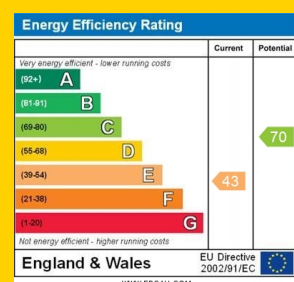 Energy Efficiency Rating
Current Potential
Very energy efficient - lower running costs
(92+) A
(81-91) B
(69-80) C
70
(55-68) D
(39-54) E
43
(21-38) F
(1-20) G
Not energy efficient - higher running costs
England & Wales
EU Directive
2002/91/EC